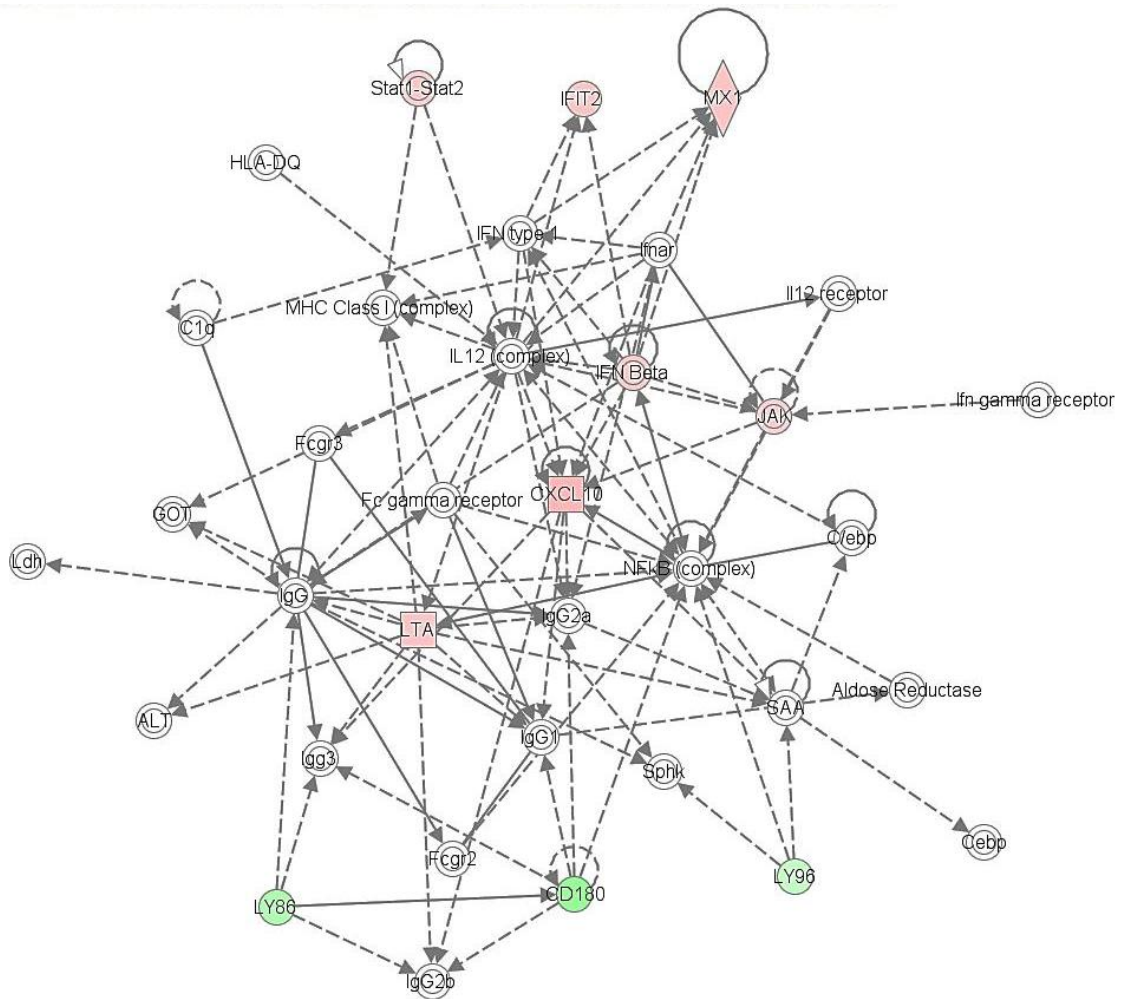 Stat1-Stat2
IFIT2
MX1
HLA-DQ
IFN type 1
Ifnar
Il12 receptor
MHC Class I (complex)
C1q
IL12 (complex)
IFN Beta
Ifn gamma receptor
JAK
Fcgr3
Fc gamma receptor
CXCL10
GOT
C/ebp
Ldh
NFkB (complex)
IgG
IgG2a
LTA
Aldose Reductase
SAA
ALT
IgG1
Igg3
Sphk
Cebp
Fcgr2
LY96
CD180
LY86
IgG2b